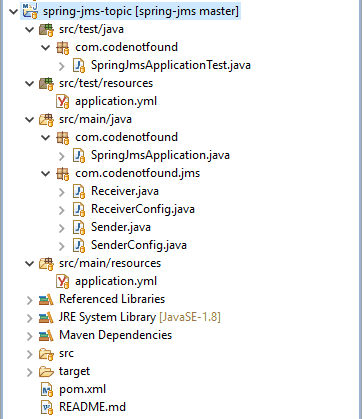 spring-jms-topic [spring-jms master]
src/test/java
com.codenotfound
SpringJmsApplicationTest.java
src/test/resources
application.yml
src/main/java
com.codenotfound
SpringJmsApplication.java
com.codenotfound.jms
Receiver.java
ReceiverConfig.java
Sender.java
SenderConfig.java
src/main/resources
application.yml
Referenced Libraries
JRE System Library [JavaSE-1.8]
Maven Dependencies
src
target
pom.xml
README.md